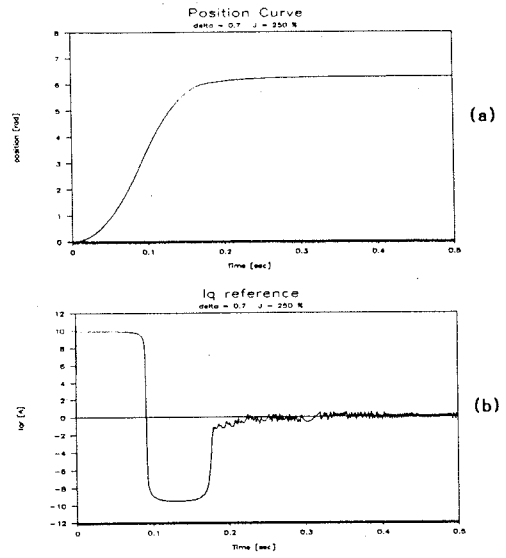 Position Curve
delta = 0.7 J = 250 %
8
7
6
5
4
3
2
1
0
position [rad]
0 0.1 0.2 0.3 0.4 0.5
Time [sec]
(a)
Iq reference
delta = 0.7 J = 250 %
12
10
8
6
4
2
0
-2
-4
-6
-8
-10
-12
Iqr [A]
0 0.1 0.2 0.3 0.4 0.5
Time [sec]
(b)